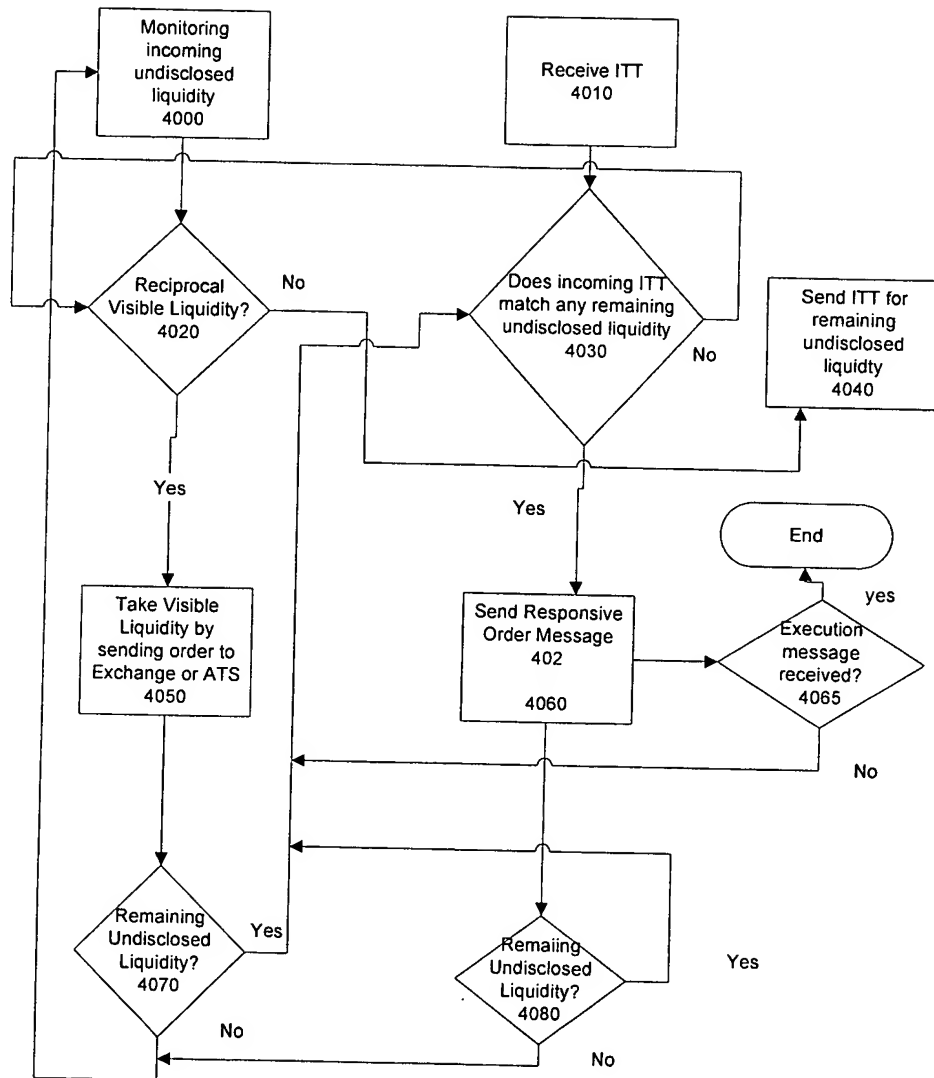 Monitoring
incoming
undisclosed
liquidity
4000
Receive ITT
4010
Reciprocal
Visible Liquidity?
4020
No
Does incoming ITT
match any remaining
undisclosed liquidity
4030
No
Send ITT for
remaining
undisclosed
liquidty
4040
Yes
Yes
End
yes
Take Visible
Liquidity by
sending order to
Exchange or ATS
4050
Send Responsive
Order Message
402
4060
Execution
message
received?
4065
No
Remaining
Undisclosed
Liquidity?
4070
Yes
Remaiing
Undisclosed
Liquidity?
4080
Yes
No
No